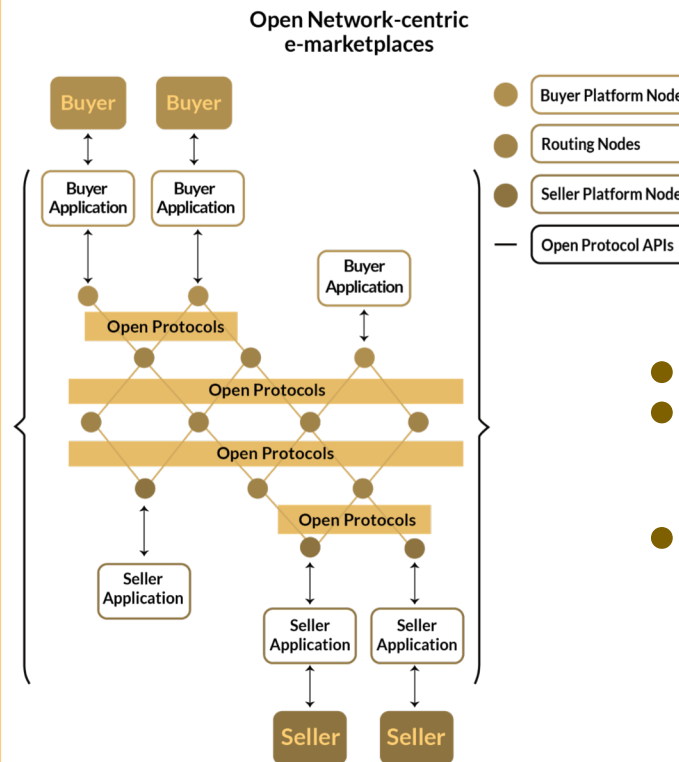 Open Network-centric
e-marketplaces
Buyer
Buyer
Buyer Platform Node
Routing Nodes
Seller Platform Node
Open Protocol APIs
Buyer
Application
Buyer
Application
Buyer
Application
Open Protocols
Open Protocols
Open Protocols
Open Protocols
Seller
Application
Seller
Application
Seller
Application
Seller
Seller